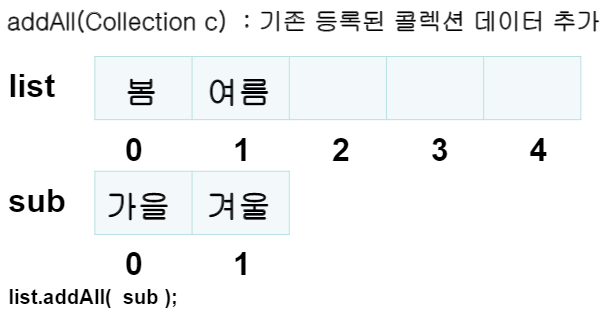 addAll(Collection c) : 기존 등록된 콜렉션 데이터 추가
list 봄 여름
0 1 2 3 4
sub 가을 겨울
0 1
list.addAll( sub );